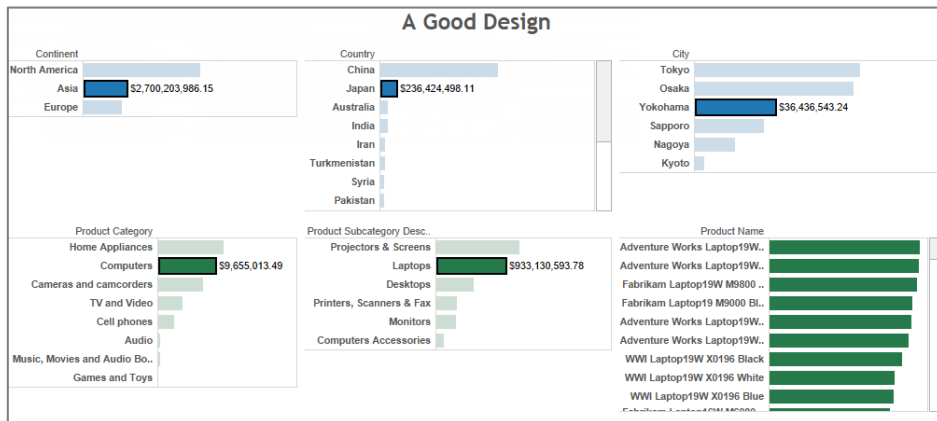 A Good Design
Continent
North America
Asia $2,700,203,986.15
Europe
Country
China
Japan $236,424,498.11
Australia
India
Iran
Turkmenistan
Syria
Pakistan
City
Tokyo
Osaka
Yokohama $36,436,543.24
Sapporo
Nagoya
Kyoto
Product Category
Home Appliances
Computers $9,655,013.49
Cameras and camcorders
TV and Video
Cell phones
Audio
Music, Movies and Audio Bo..
Games and Toys
Product Subcategory Desc..
Projectors & Screens
Laptops $933,130,593.78
Desktops
Printers, Scanners & Fax
Monitors
Computers Accessories
Product Name
Adventure Works Laptop19W..
Adventure Works Laptop19W..
Fabrikam Laptop19W M9800 ..
Fabrikam Laptop19 M9000 Bl..
Adventure Works Laptop19W..
Adventure Works Laptop19W..
WWI Laptop19W X0196 Black
WWI Laptop19W X0196 White
WWI Laptop19W X0196 Blue